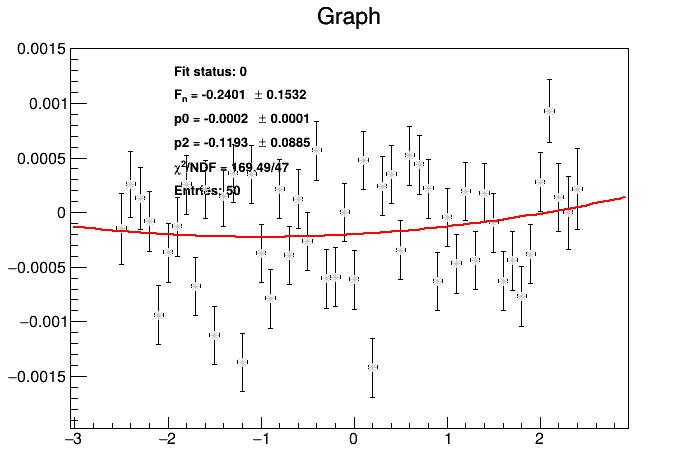 Graph
0.0015
0.001
0.0005
0
−0.0005
−0.001
−0.0015
Fit status: 0
Fn = -0.2401 ± 0.1532
p0 = -0.0002 ± 0.0001
p2 = -0.1193 ± 0.0885
χ²/NDF = 169.49/47
Entries: 50
−3 −2 −1 0 1 2